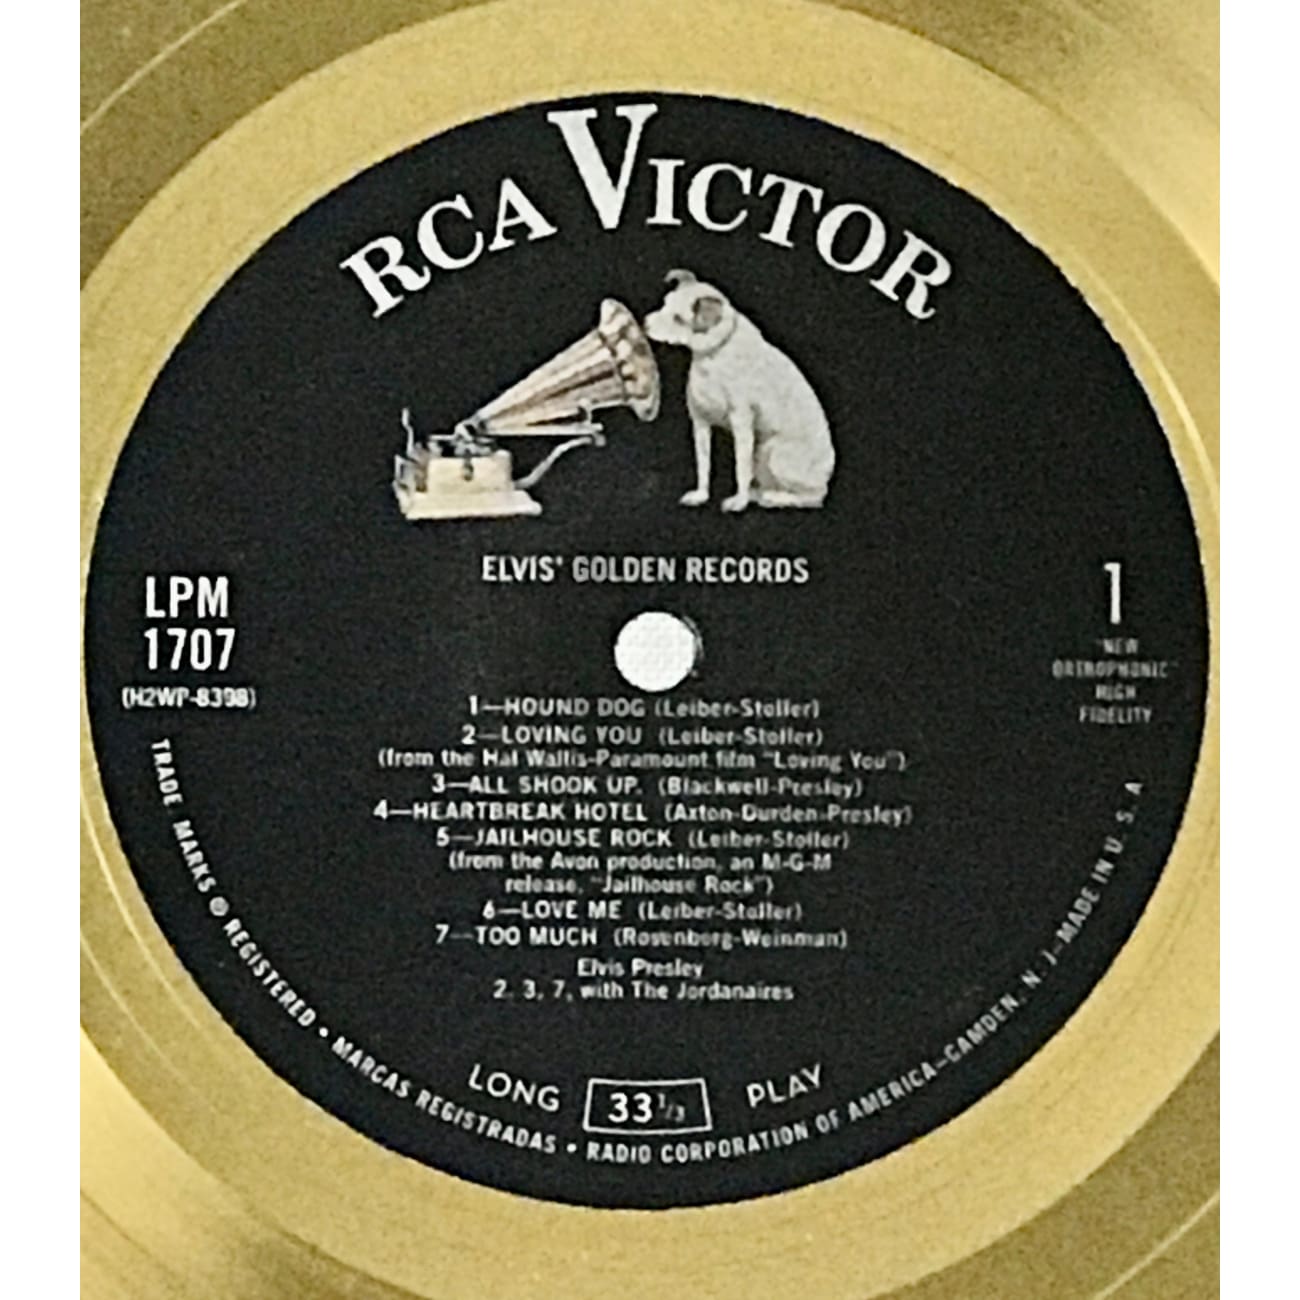 RCA VICTOR
ELVIS' GOLDEN RECORDS
LPM
1707
(H2WP-8398)
1
"NEW
ORTHOPHONIC"
HIGH
FIDELITY
1—HOUND DOG (Leiber-Stoller)
2—LOVING YOU (Leiber-Stoller)
(from the Hal Wallis-Paramount film "Loving You")
3—ALL SHOOK UP. (Blackwell-Presley)
4—HEARTBREAK HOTEL (Axton-Durden-Presley)
5—JAILHOUSE ROCK (Leiber-Stoller)
(from the Avon production, an M-G-M
release, "Jailhouse Rock")
6—LOVE ME (Leiber-Stoller)
7—TOO MUCH (Rosenberg-Weinman)
Elvis Presley
2, 3, 7, with The Jordanaires
LONG 33 1/3 PLAY
TRADE MARKS ® REGISTERED • MARCAS REGISTRADAS • RADIO CORPORATION OF AMERICA—CAMDEN, N. J.—MADE IN U. S. A.